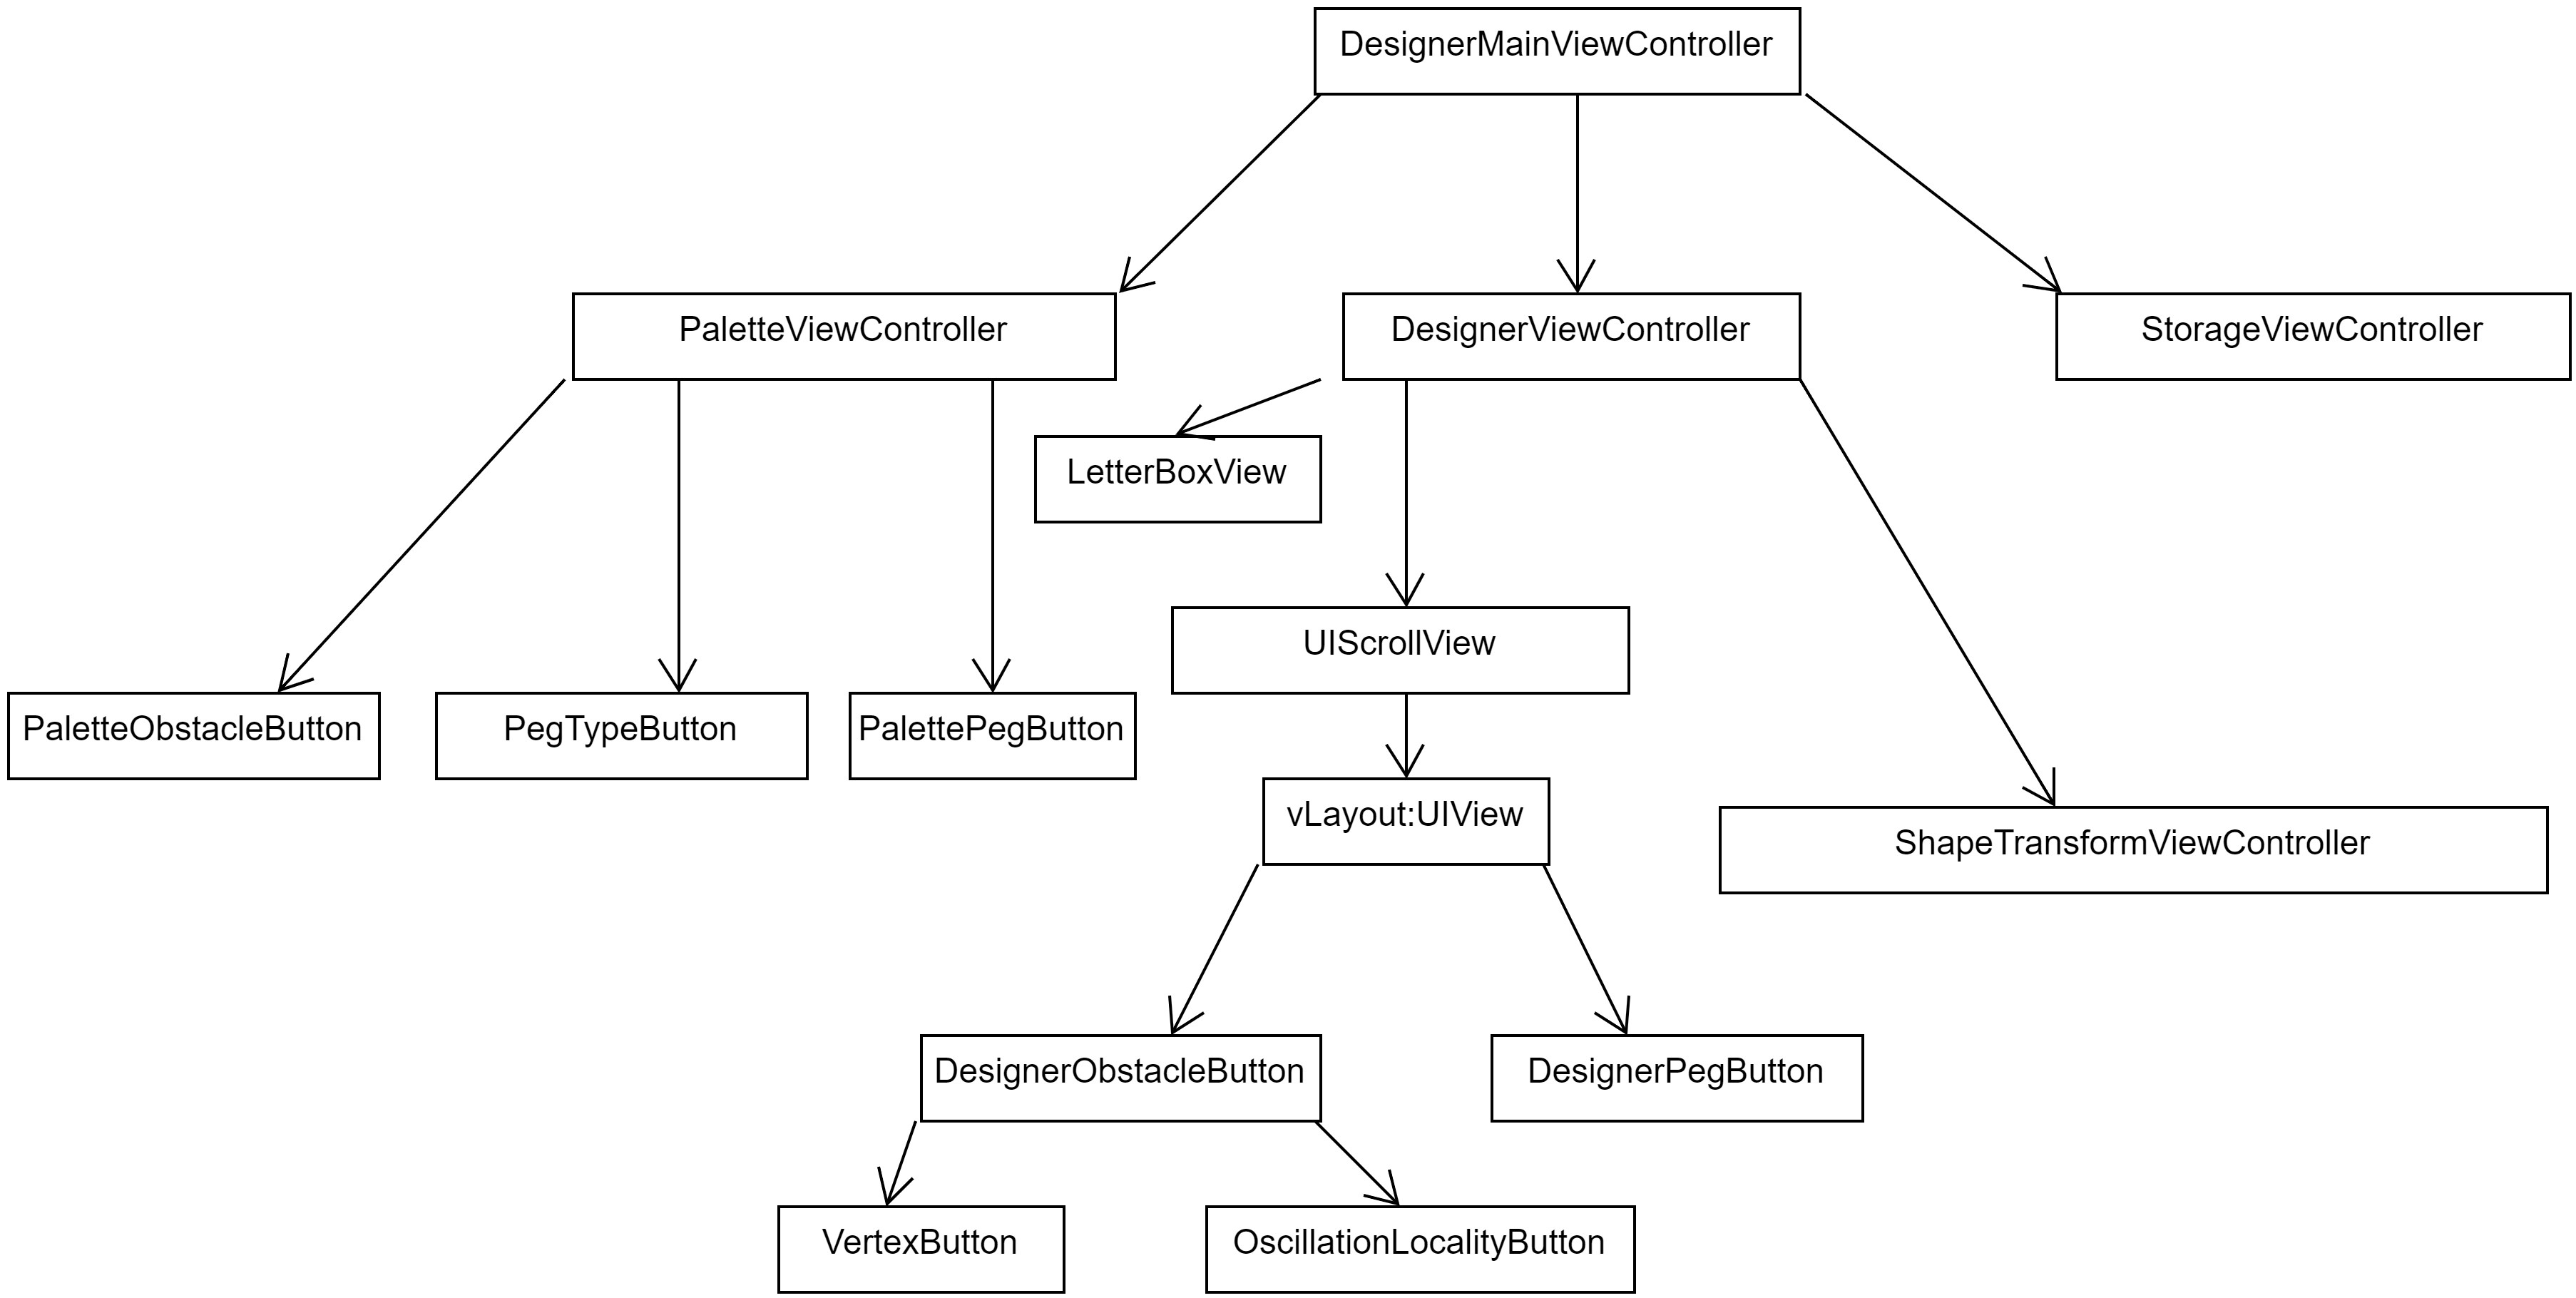 DesignerMainViewController
PaletteViewController
DesignerViewController
StorageViewController
LetterBoxView
UIScrollView
PaletteObstacleButton
PegTypeButton
PalettePegButton
vLayout:UIView
ShapeTransformViewController
DesignerObstacleButton
DesignerPegButton
VertexButton
OscillationLocalityButton